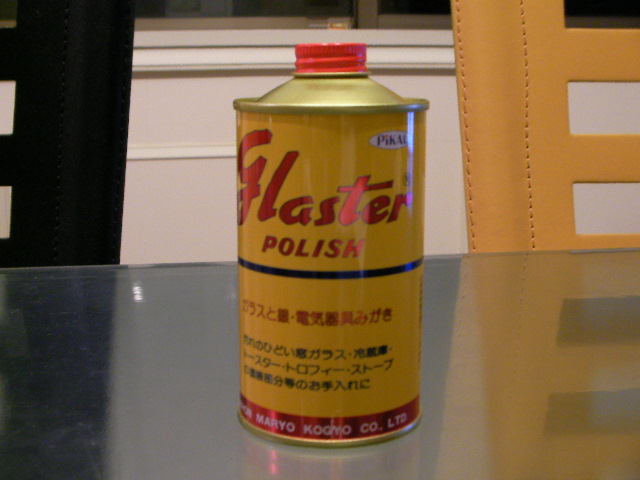 PiKAL
Glaster
POLISH
ガラスと銀・電気器具みがき
汚れのひどい窓ガラス・冷蔵庫・
トースター・トロフィー・ストーブ
の
部分等のお手入れに
MARYO KOGYO CO., LTD